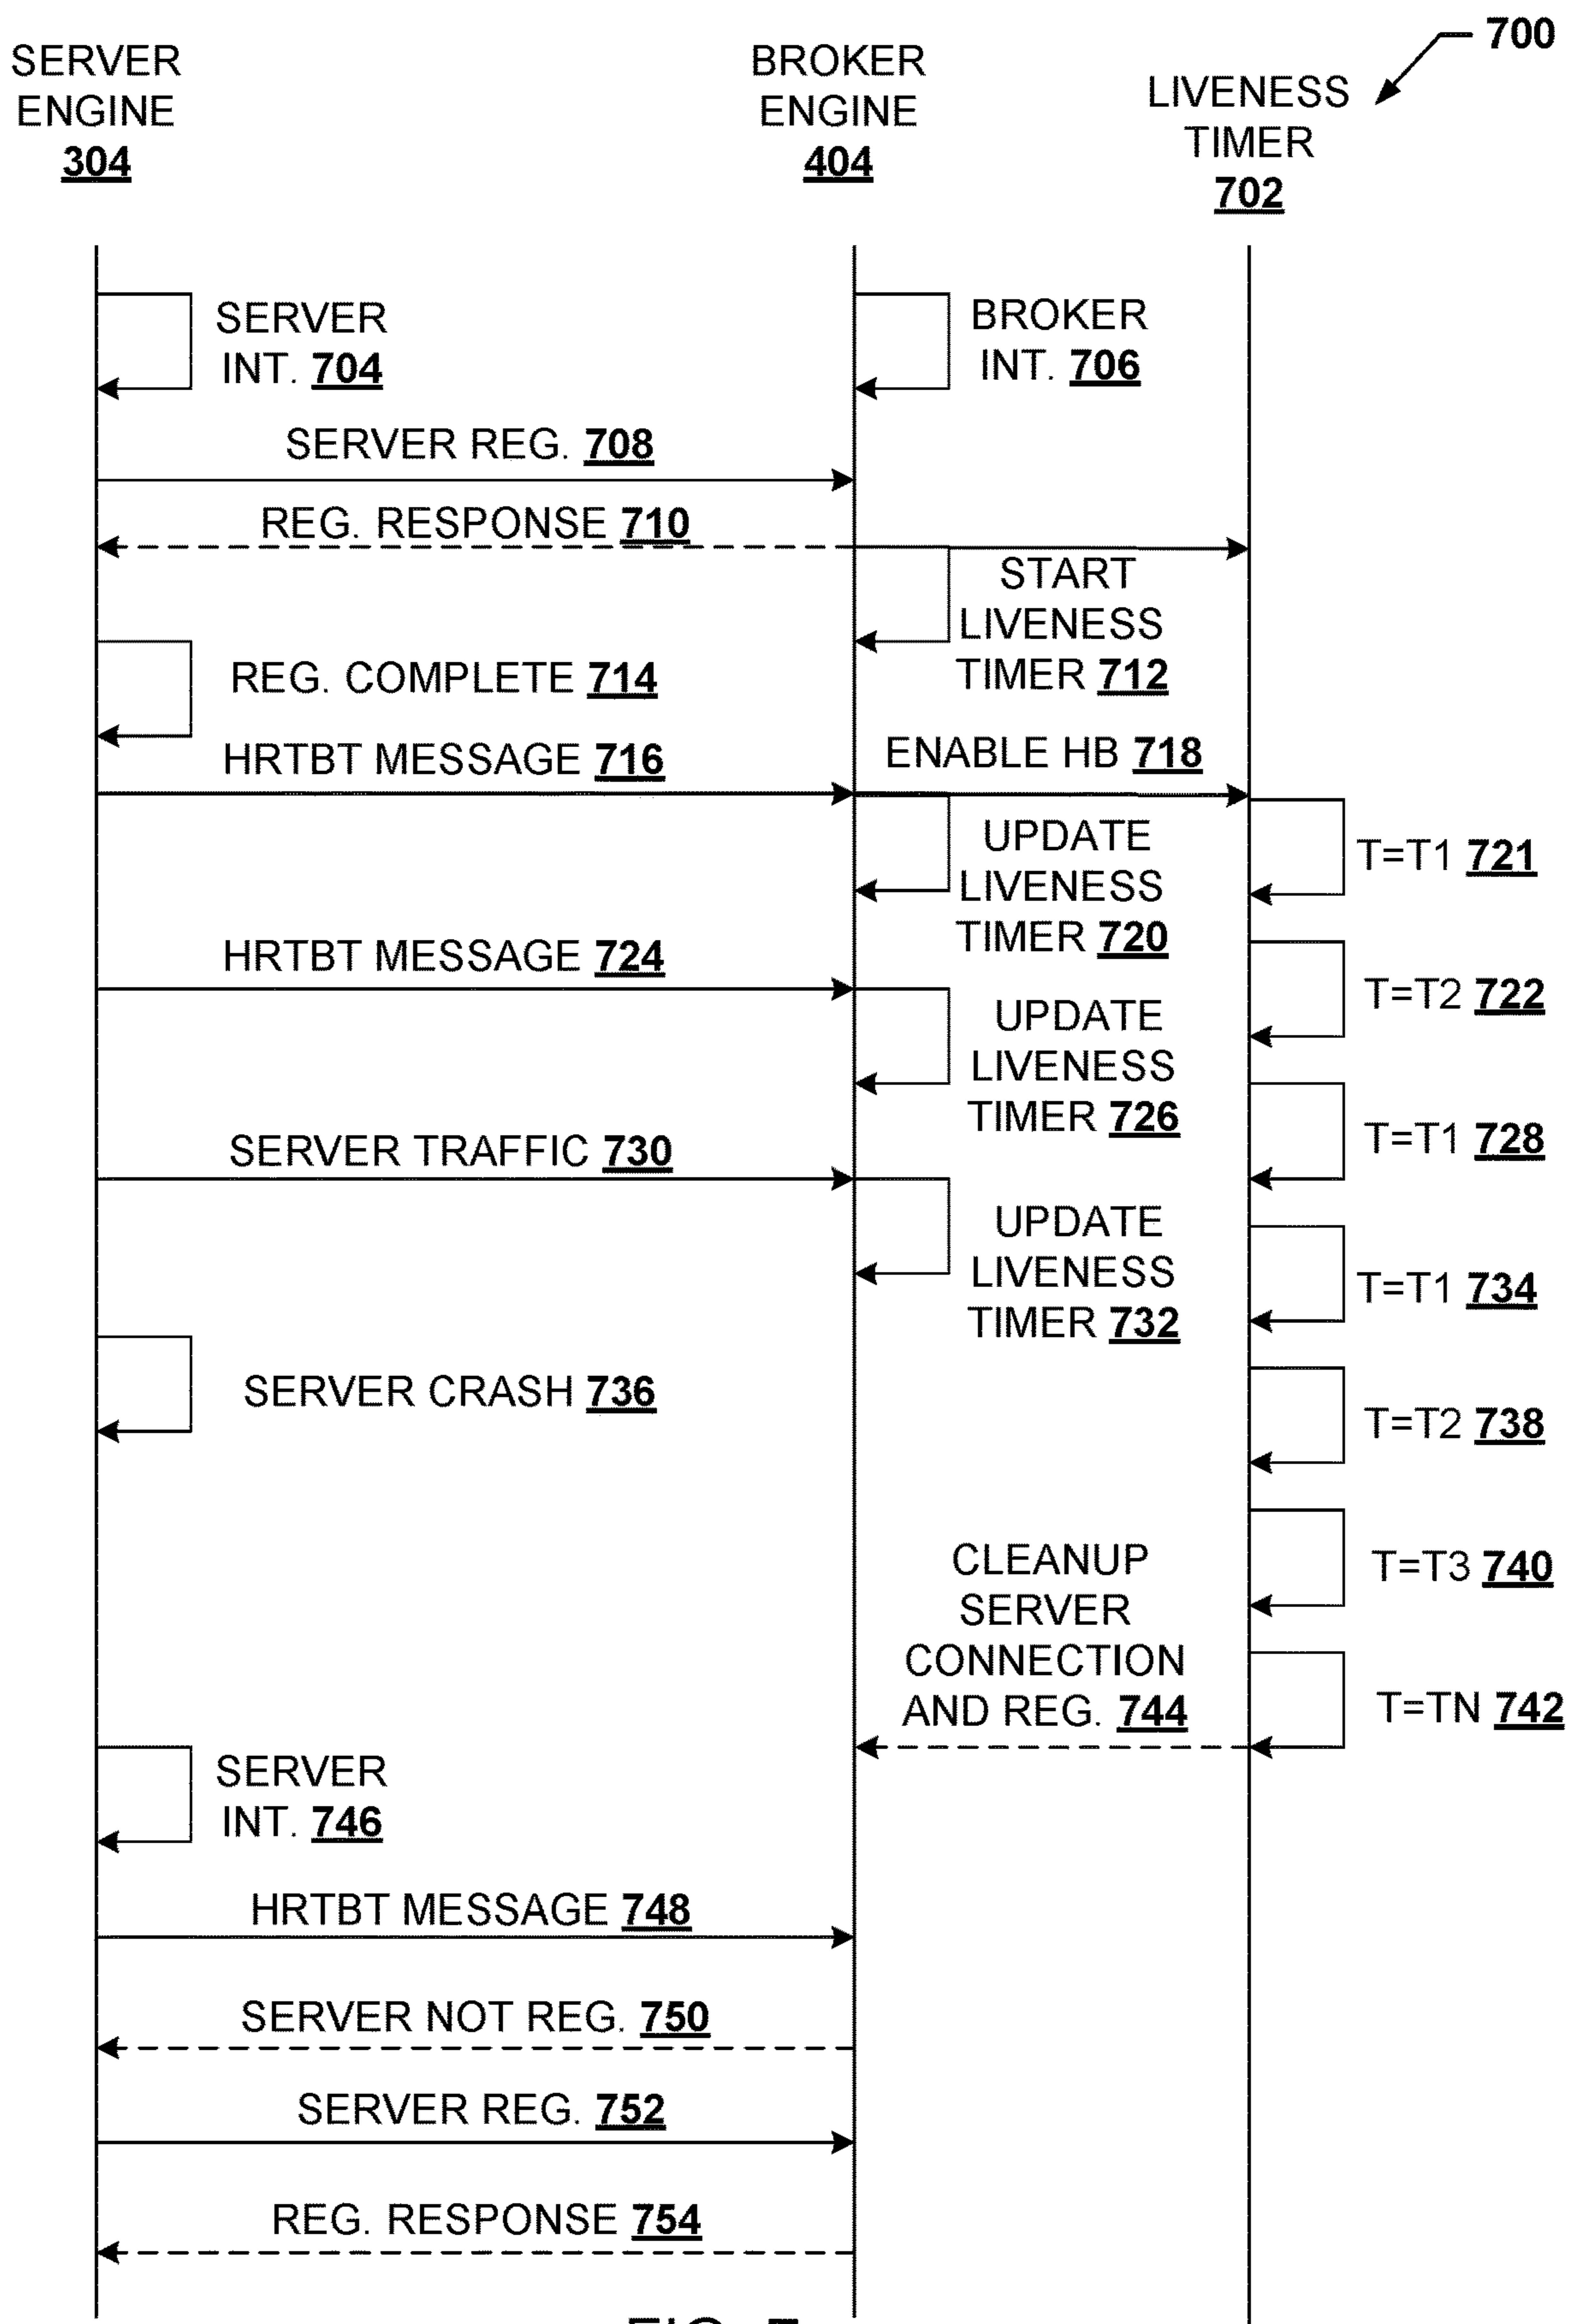 700
SERVER
ENGINE
304
BROKER
ENGINE
404
LIVENESS
TIMER
702
SERVER
INT. 704
BROKER
INT. 706
SERVER REG. 708
REG. RESPONSE 710
START
LIVENESS
TIMER 712
REG. COMPLETE 714
HRTBT MESSAGE 716
ENABLE HB 718
UPDATE
LIVENESS
TIMER 720
T=T1 721
HRTBT MESSAGE 724
T=T2 722
UPDATE
LIVENESS
TIMER 726
T=T1 728
SERVER TRAFFIC 730
UPDATE
LIVENESS
TIMER 732
T=T1 734
SERVER CRASH 736
T=T2 738
T=T3 740
CLEANUP
SERVER
CONNECTION
AND REG. 744
T=TN 742
SERVER
INT. 746
HRTBT MESSAGE 748
SERVER NOT REG. 750
SERVER REG. 752
REG. RESPONSE 754